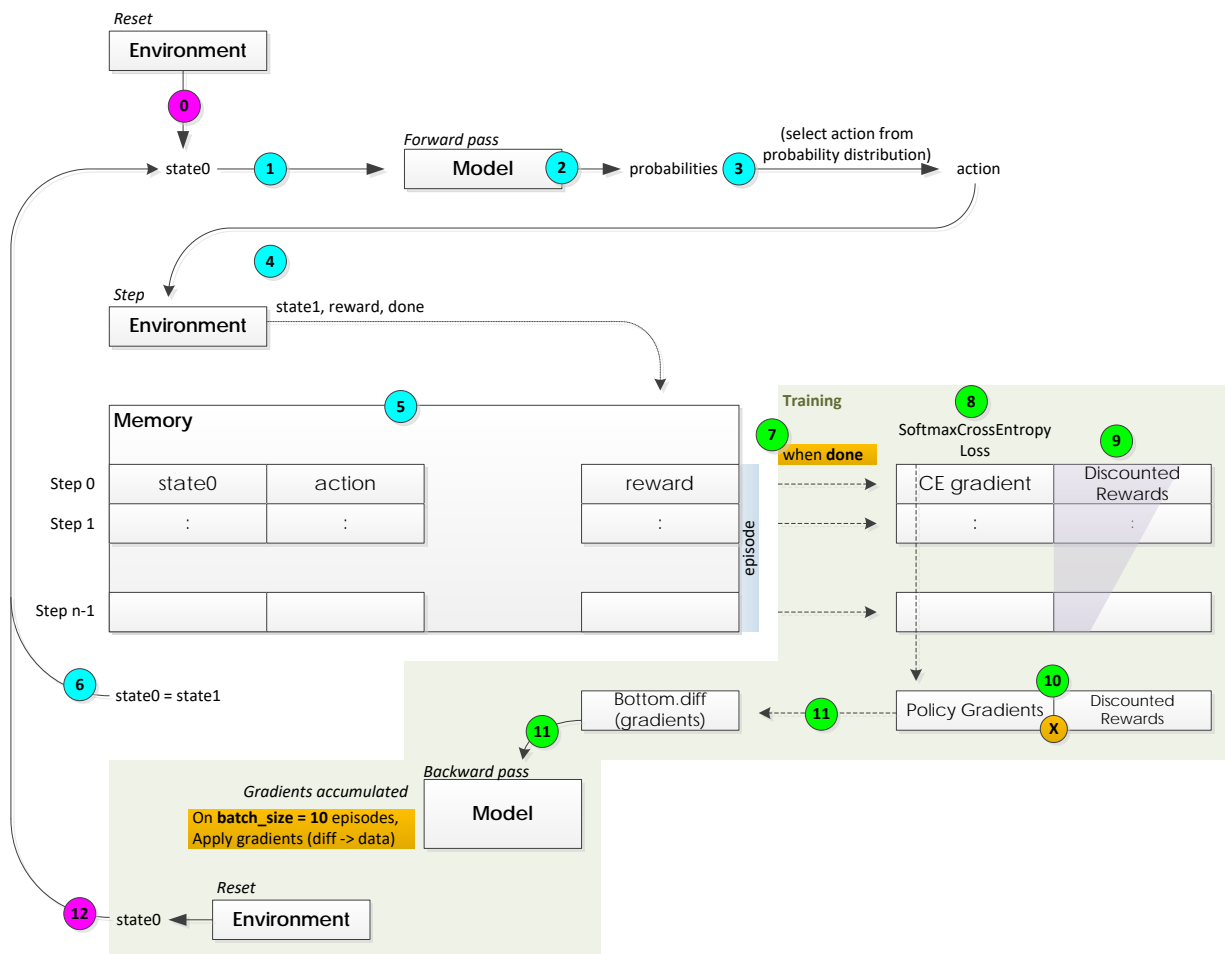 Reset
Environment
0
state0
1
Forward pass
Model
2
probabilities
3
(select action from
probability distribution)
action
4
Step
Environment
state1, reward, done
5
Memory
Step 0
state0
action
reward
Step 1
:
:
:
Step n-1
episode
Training
7
when done
8
SoftmaxCrossEntropy
Loss
9
CE gradient
Discounted
Rewards
:
:
6
state0 = state1
10
Policy Gradients
X
Discounted
Rewards
11
Bottom.diff
(gradients)
11
Backward pass
Model
Gradients accumulated
On batch_size = 10 episodes,
Apply gradients (diff -> data)
12
state0
Reset
Environment